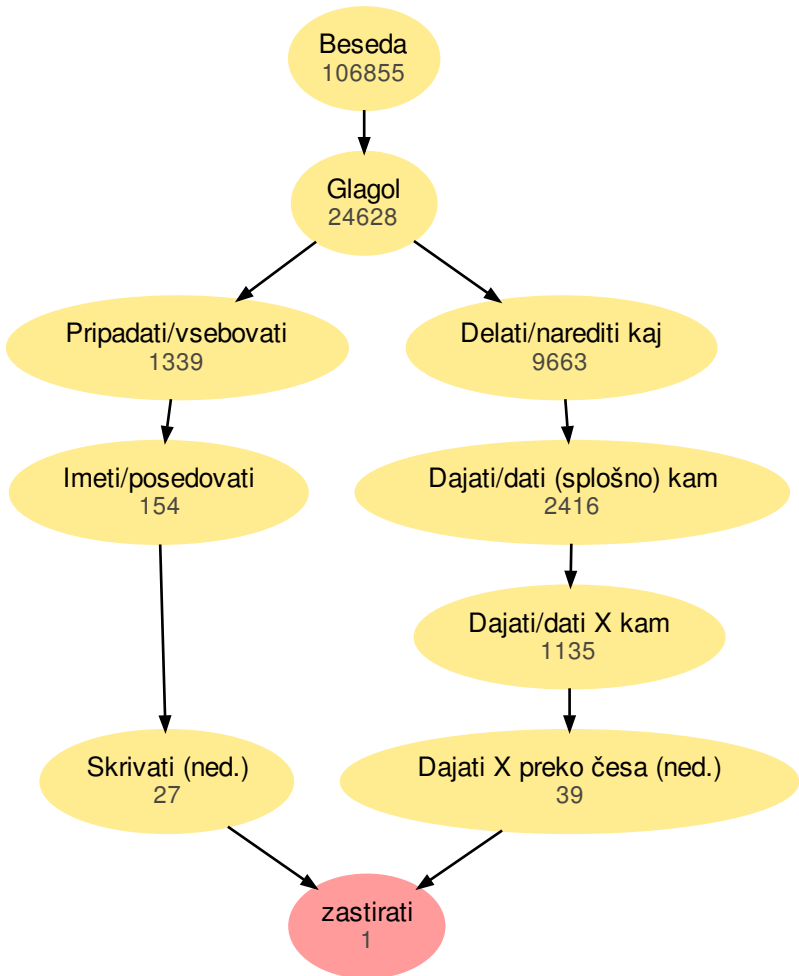 Beseda
106855
Glagol
24628
Pripadati/vsebovati
1339
Delati/narediti kaj
9663
Imeti/posedovati
154
Dajati/dati (splošno) kam
2416
Dajati/dati X kam
1135
Skrivati (ned.)
27
Dajati X preko česa (ned.)
39
zastirati
1